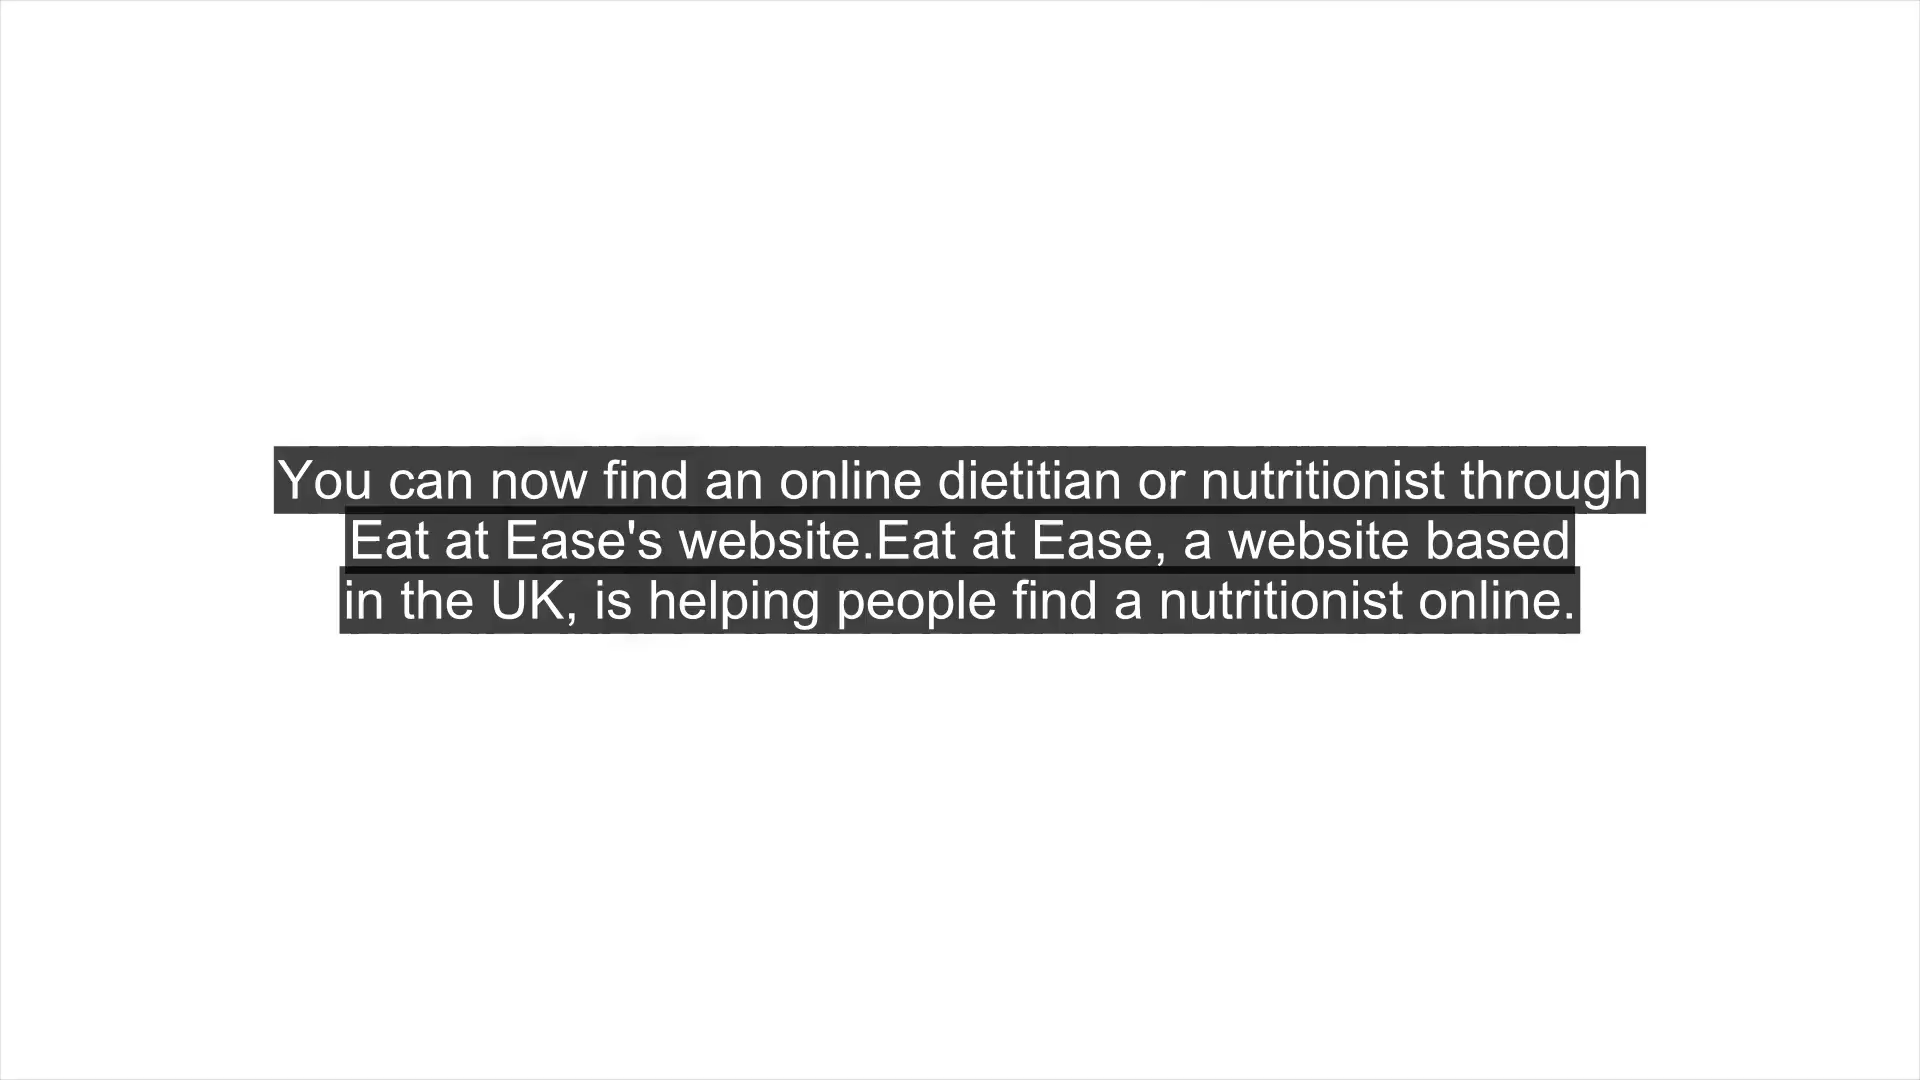 You can now find an online dietitian or nutritionist through
Eat at Ease's website.Eat at Ease, a website based
in the UK, is helping people find a nutritionist online.